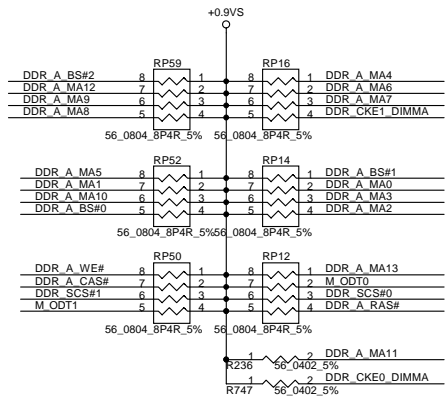 +0.9VS
RP59 RP16
DDR_A_BS#2 8 1 8 1 DDR_A_MA4
DDR_A_MA12 7 2 7 2 DDR_A_MA6
DDR_A_MA9 6 3 6 3 DDR_A_MA7
DDR_A_MA8 5 4 5 4 DDR_CKE1_DIMMA
56_0804_8P4R_5% 56_0804_8P4R_5%
RP52 RP14
DDR_A_MA5 8 1 8 1 DDR_A_BS#1
DDR_A_MA1 7 2 7 2 DDR_A_MA0
DDR_A_MA10 6 3 6 3 DDR_A_MA3
DDR_A_BS#0 5 4 5 4 DDR_A_MA2
56_0804_8P4R_5% 56_0804_8P4R_5%
RP50 RP12
DDR_A_WE# 8 1 8 1 DDR_A_MA13
DDR_A_CAS# 7 2 7 2 M_ODT0
DDR_SCS#1 6 3 6 3 DDR_SCS#0
M_ODT1 5 4 5 4 DDR_A_RAS#
56_0804_8P4R_5% 56_0804_8P4R_5%
1 2 DDR_A_MA11
R236 56_0402_5%
1 2 DDR_CKE0_DIMMA
R747 56_0402_5%